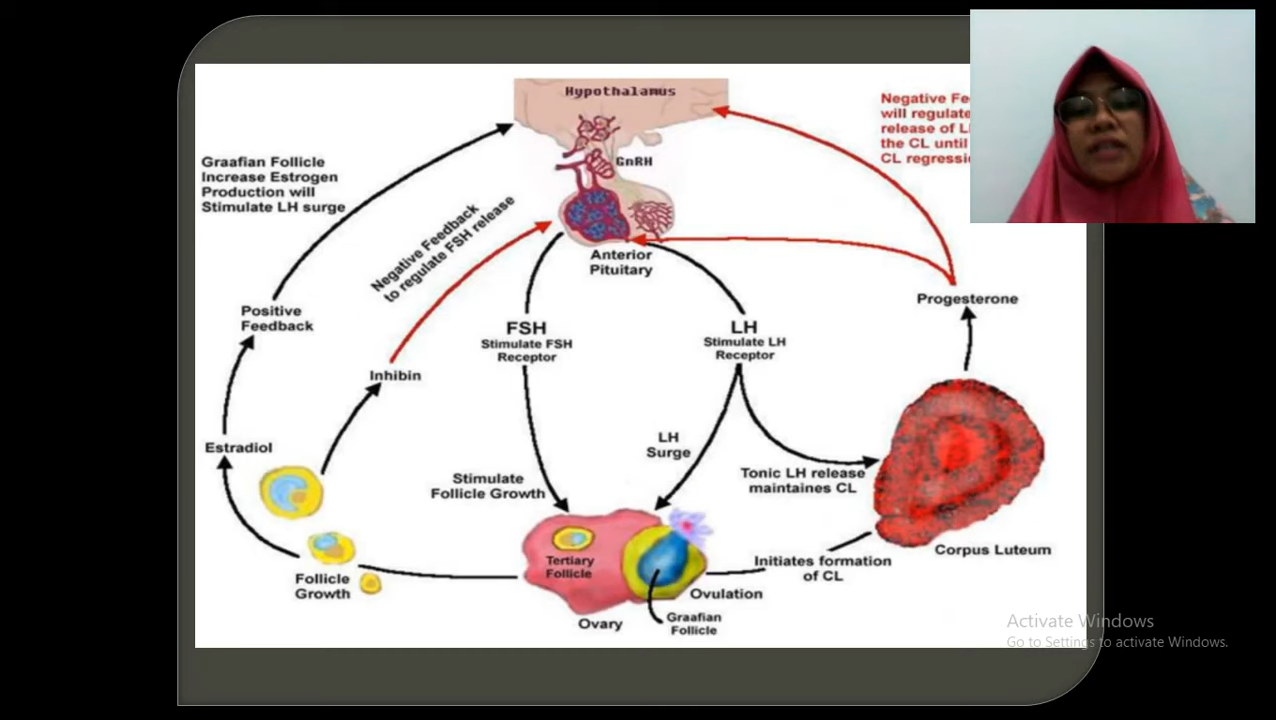 Hypothalamus
Negative
will regulate
release of
the CL until
CL
GnRH
Graafian Follicle
Increase Estrogen
Production will
Stimulate LH surge
Negative Feedback
to regulate FSH release
Anterior
Pituitary
Positive
Feedback
FSH
Stimulate FSH
Receptor
LH
Stimulate LH
Receptor
Progesterone
Inhibin
Estradiol
LH
Surge
Stimulate
Follicle Growth
Tonic LH release
maintaines CL
Corpus Luteum
Tertiary
Follicle
Initiates formation
of CL
Follicle
Growth
Ovulation
Ovary
Graafian
Follicle
Activate Windows
Go to Settings to activate Windows.